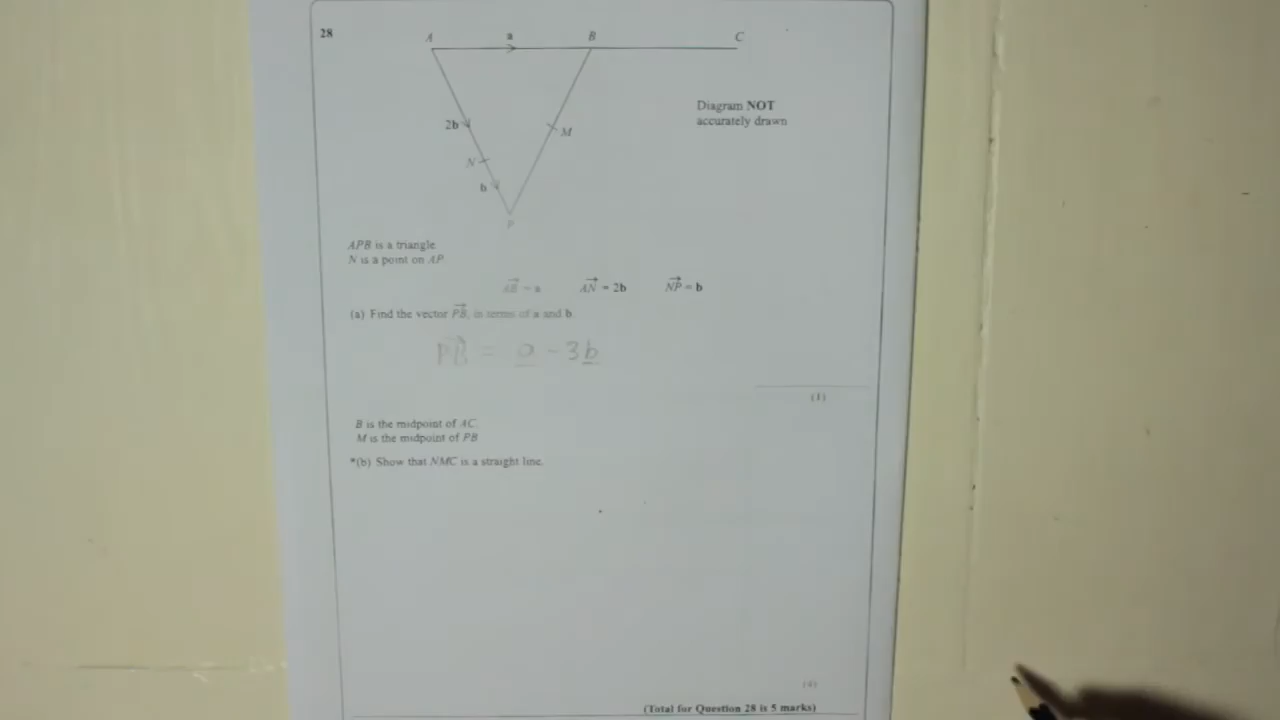 28
A a B C
Diagram NOT
accurately drawn
2b
M
N
b
P
APB is a triangle
N is a point on AP.
AB = a AN = 2b NP = b
(a) Find the vector PB, in terms of a and b.
PB = a - 3b
(1)
B is the midpoint of AC.
M is the midpoint of PB
*(b) Show that NMC is a straight line.
(4)
(Total for Question 28 is 5 marks)